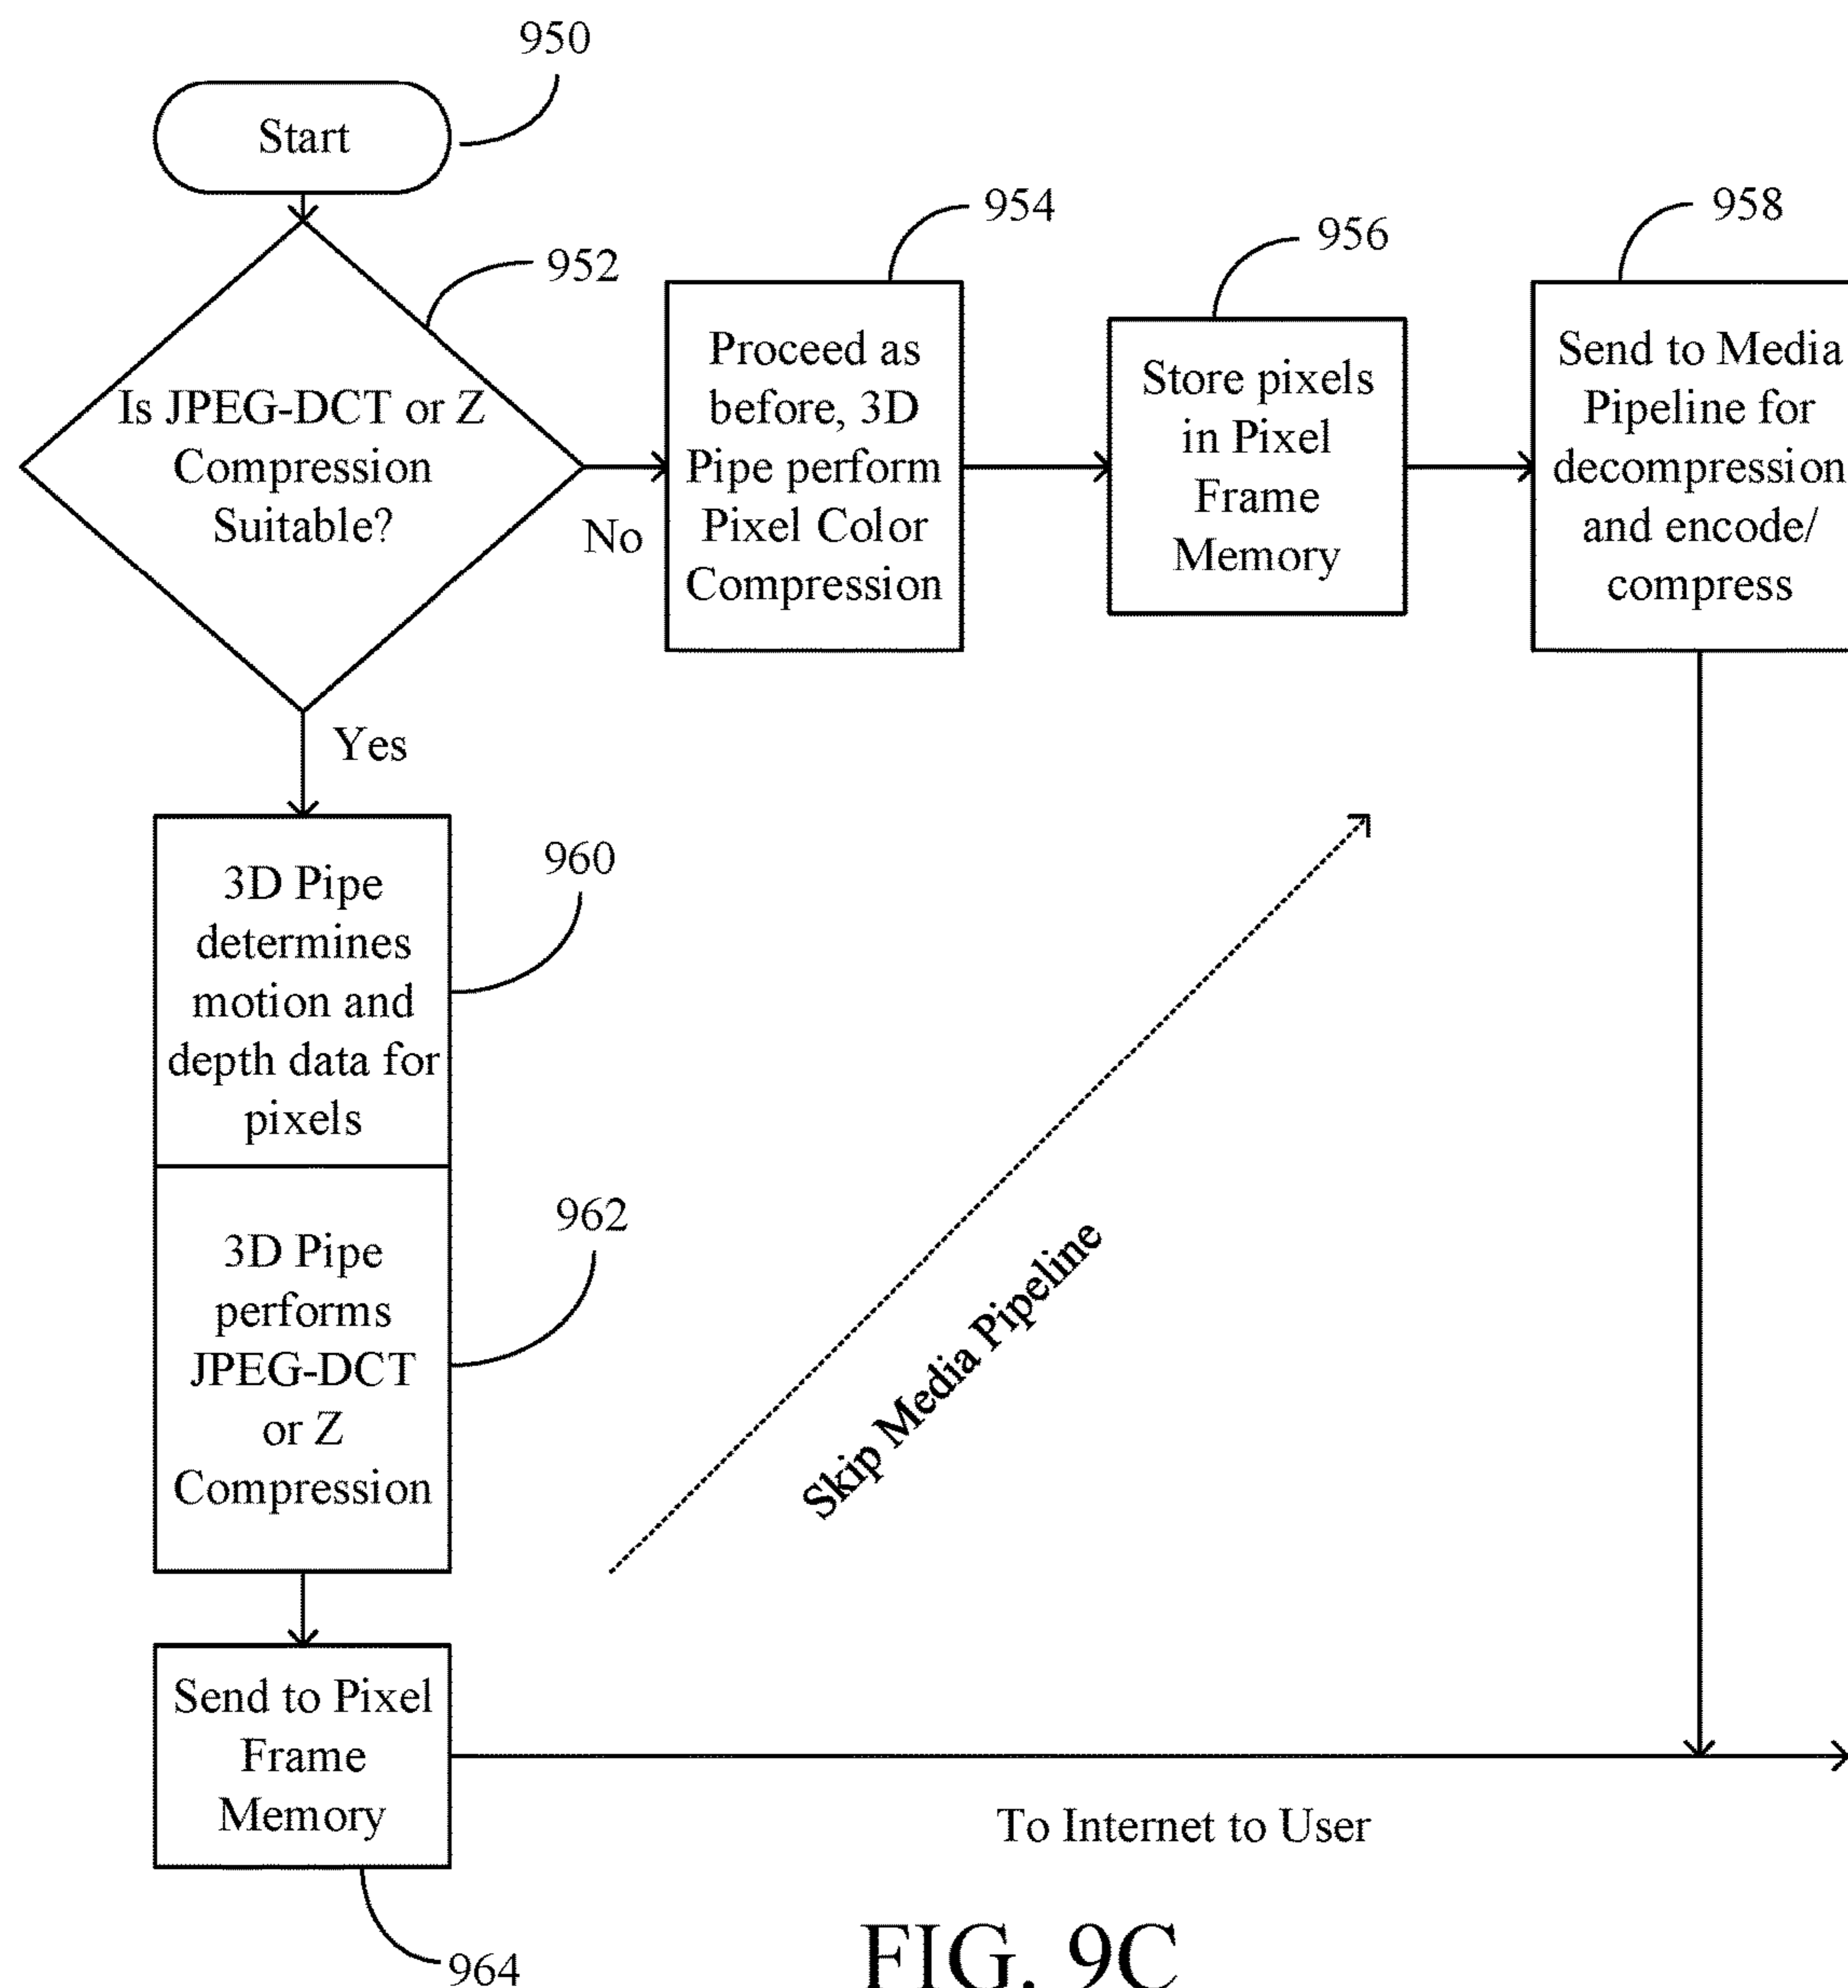 950
Start
952
Is JPEG-DCT or Z
Compression
Suitable?
No
954
Proceed as
before, 3D
Pipe perform
Pixel Color
Compression
956
Store pixels
in Pixel
Frame
Memory
958
Send to Media
Pipeline for
decompression
and encode/
compress
Yes
960
3D Pipe
determines
motion and
depth data for
pixels
962
3D Pipe
performs
JPEG-DCT
or Z
Compression
Skip Media Pipeline
Send to Pixel
Frame
Memory
964
To Internet to User
FIG. 9C